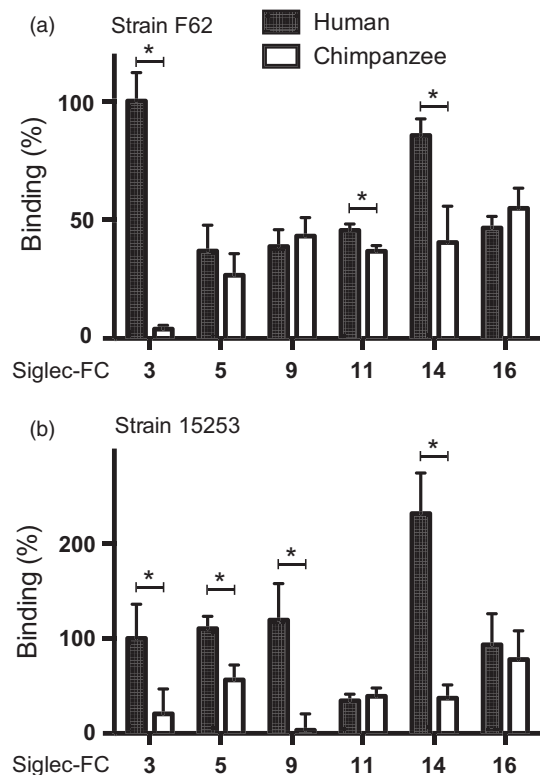 (a) Strain F62
Human
Chimpanzee
*
*
*
100
50
0
Binding (%)
Siglec-FC 3 5 9 11 14 16
(b) Strain 15253
*
*
*
*
200
100
0
Binding (%)
Siglec-FC 3 5 9 11 14 16